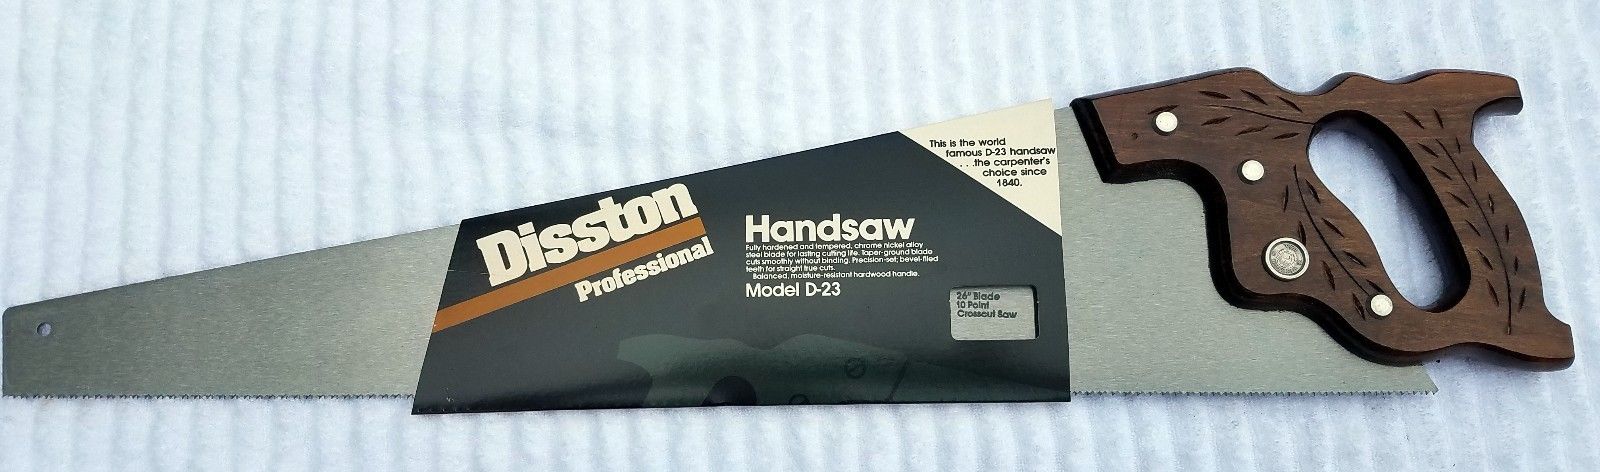 This is the world
famous D-23 handsaw
. . .the carpenter's
choice since
1840.
Disston
Professional
Handsaw
Fully hardened and tempered, chrome nickel alloy
steel blade for lasting cutting life. Taper-ground blade
cuts smoothly without binding. Precision-set; bevel-filed
teeth for straight true cuts.
Balanced, moisture-resistant hardwood handle.
Model D-23
26" Blade
10 Point
Crosscut Saw